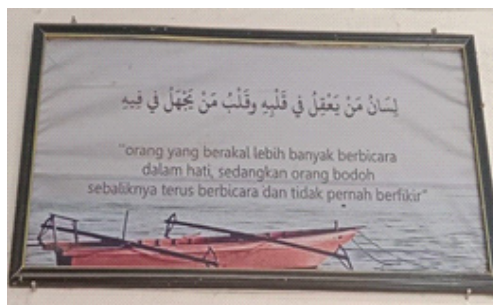 لِسَانُ مَنْ يَعْقِلُ فِي قَلْبِهِ وقَلْبُ مَنْ يَجْهَلُ فِي فِيهِ
"orang yang berakal lebih banyak berbicara
dalam hati, sedangkan orang bodoh
sebaliknya terus berbicara dan tidak pernah berfikir"